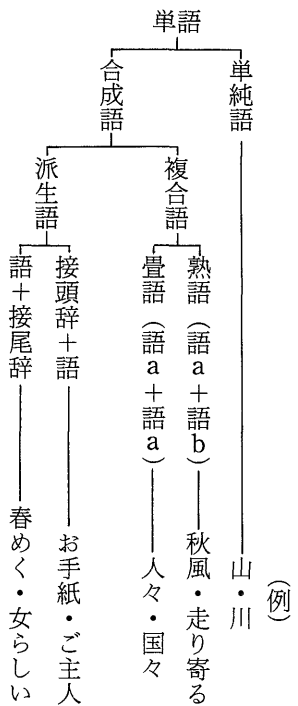 単語
単純語
山・川
（例）
合成語
複合語
熟語（語a＋語b）
秋風・走り寄る
畳語（語a＋語a）
人々・国々
派生語
接頭辞＋語
お手紙・ご主人
語＋接尾辞
春めく・女らしい